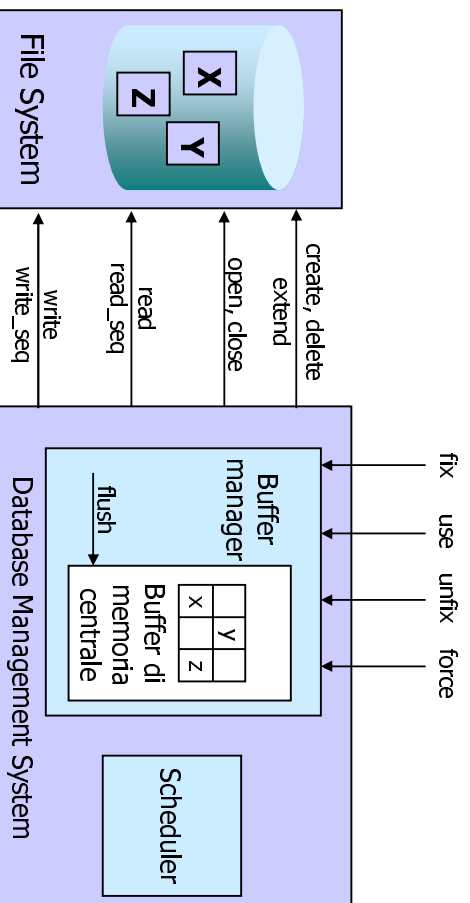 fix use unfix force
create, delete
extend
open, close
read
read_seq
write
write_seq
X
Y
Z
File System
Buffer
manager
flush
y
x z
Buffer di
memoria
centrale
Scheduler
Database Management System